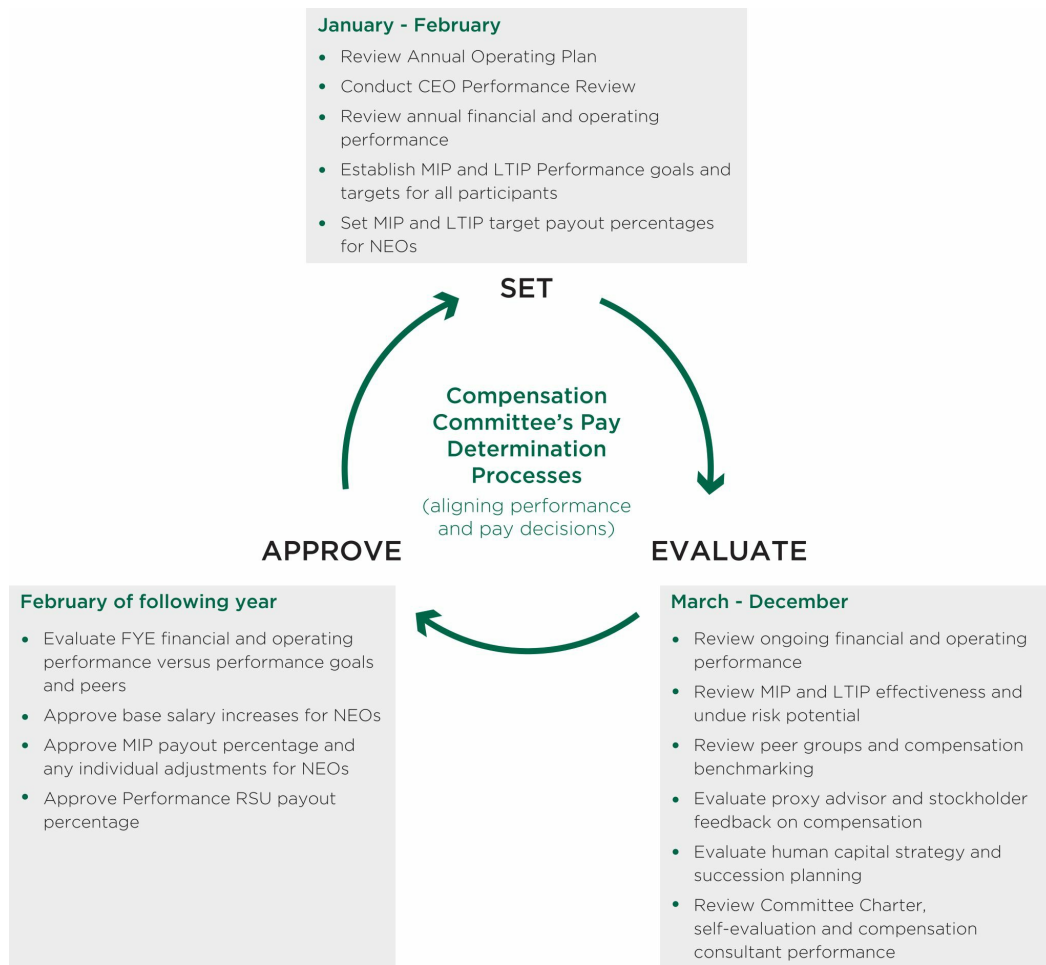 January - February
• Review Annual Operating Plan
• Conduct CEO Performance Review
• Review annual financial and operating
performance
• Establish MIP and LTIP Performance goals and
targets for all participants
• Set MIP and LTIP target payout percentages
for NEOs
SET
Compensation
Committee’s Pay
Determination
Processes
(aligning performance
and pay decisions)
APPROVE
EVALUATE
February of following year
• Evaluate FYE financial and operating
performance versus performance goals
and peers
• Approve base salary increases for NEOs
• Approve MIP payout percentage and
any individual adjustments for NEOs
• Approve Performance RSU payout
percentage
March - December
• Review ongoing financial and operating
performance
• Review MIP and LTIP effectiveness and
undue risk potential
• Review peer groups and compensation
benchmarking
• Evaluate proxy advisor and stockholder
feedback on compensation
• Evaluate human capital strategy and
succession planning
• Review Committee Charter,
self-evaluation and compensation
consultant performance